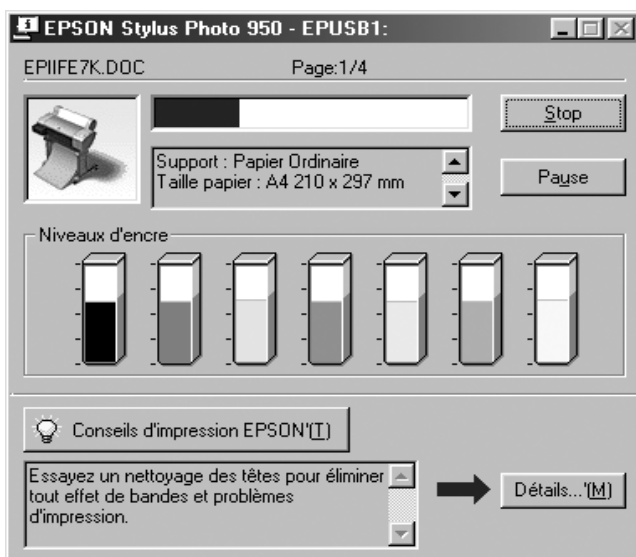 EPSON Stylus Photo 950 - EPUSB1:
EPIIFE7K.DOC Page:1/4
Stop
Support : Papier Ordinaire
Taille papier : A4 210 x 297 mm
Pause
Niveaux d'encre
Conseils d'impression EPSON'(T)
Essayez un nettoyage des têtes pour éliminer
tout effet de bandes et problèmes
d'impression.
Détails...'(M)